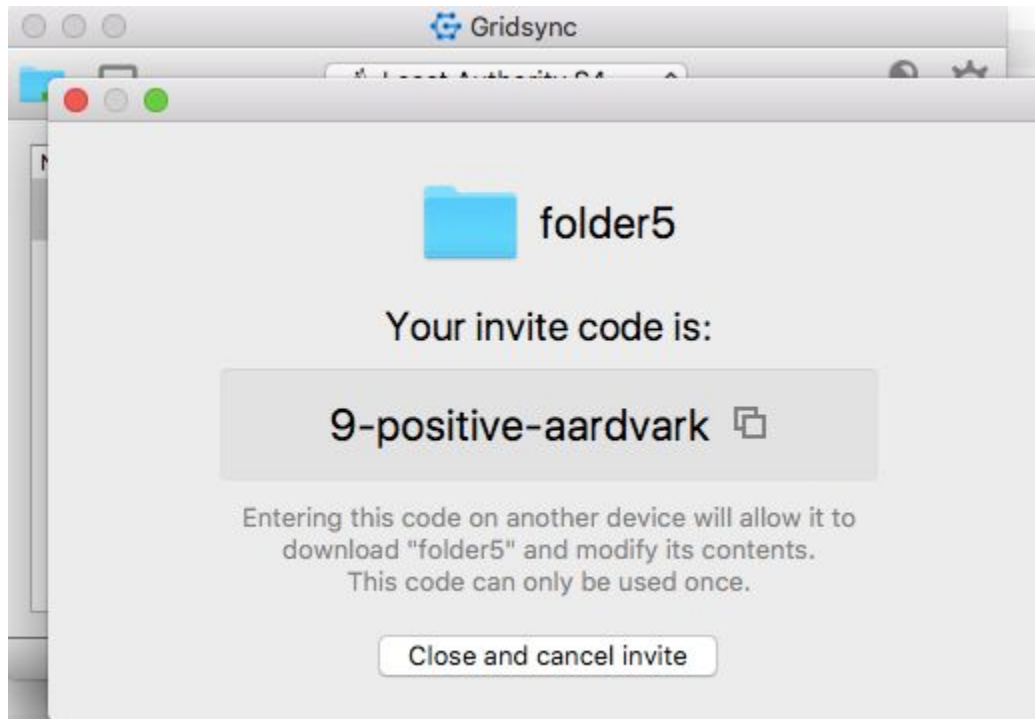 Gridsync
folder5
Your invite code is:
9-positive-aardvark
Entering this code on another device will allow it to
download "folder5" and modify its contents.
This code can only be used once.
Close and cancel invite